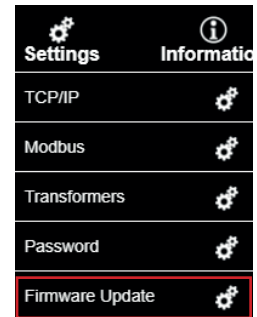 Settings Informatio
TCP/IP
Modbus
Transformers
Password
Firmware Update